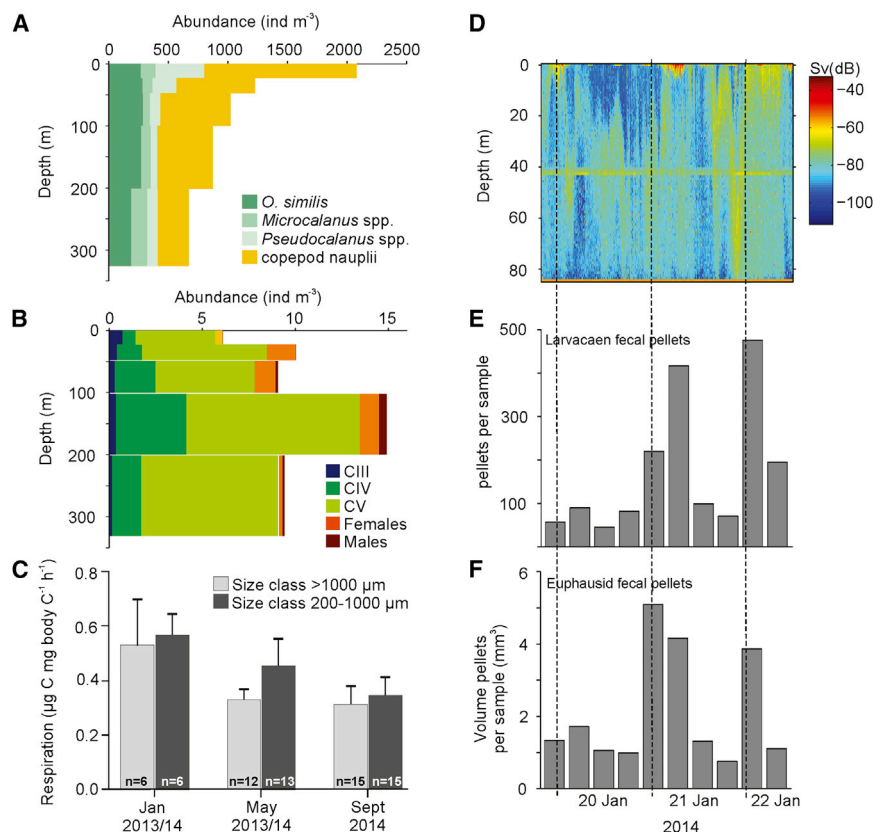 A
Abundance (ind m⁻³)
0 500 1000 1500 2000 2500
0
100
200
300
Depth (m)
O. similis
Microcalanus spp.
Pseudocalanus spp.
copepod nauplii
B
Abundance (ind m⁻³)
0 5 10 15
0
100
200
300
Depth (m)
CIII
CIV
CV
Females
Males
C
Respiration (µg C mg body C⁻¹ h⁻¹)
0.8
0.6
0.4
0.2
0.0
Size class >1000 µm
Size class 200-1000 µm
n=6 n=6 n=12 n=13 n=15 n=15
Jan May Sept
2013/14 2013/14 2014
D
Sv(dB)
0
20
40
60
80
Depth (m)
−40
−60
−80
−100
E
Larvacaen fecal pellets
500
300
100
pellets per sample
F
Euphausid fecal pellets
6
4
2
1
0
Volume pellets
per sample (mm³)
20 Jan 21 Jan 22 Jan
2014